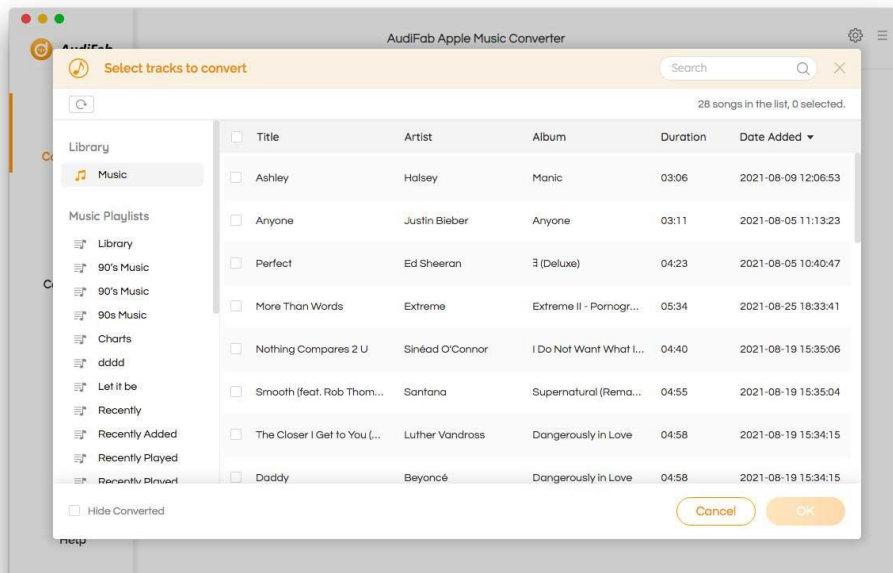 AudiFab Apple Music Converter
AudiFab
Select tracks to convert
Search
28 songs in the list, 0 selected.
Library
Music
Music Playlists
Library
90's Music
90's Music
90s Music
Charts
dddd
Let it be
Recently
Recently Added
Recently Played
Recently Played
Title Artist Album Duration Date Added ▼
Ashley Halsey Manic 03:06 2021-08-09 12:06:53
Anyone Justin Bieber Anyone 03:11 2021-08-05 11:13:23
Perfect Ed Sheeran ∃ (Deluxe) 04:23 2021-08-05 10:40:47
More Than Words Extreme Extreme II - Pornogr... 05:34 2021-08-25 18:33:41
Nothing Compares 2 U Sinéad O'Connor I Do Not Want What I... 04:40 2021-08-19 15:35:06
Smooth (feat. Rob Thom... Santana Supernatural (Rema... 04:55 2021-08-19 15:35:04
The Closer I Get to You (... Luther Vandross Dangerously in Love 04:58 2021-08-19 15:34:15
Daddy Beyoncé Dangerously in Love 04:58 2021-08-19 15:34:15
Hide Converted
Cancel
OK
Help